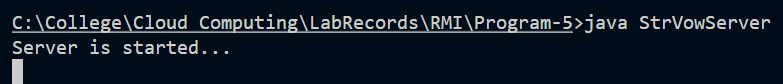 C:\College\Cloud Computing\LabRecords\RMI\Program-5>java StrVowServer
Server is started...